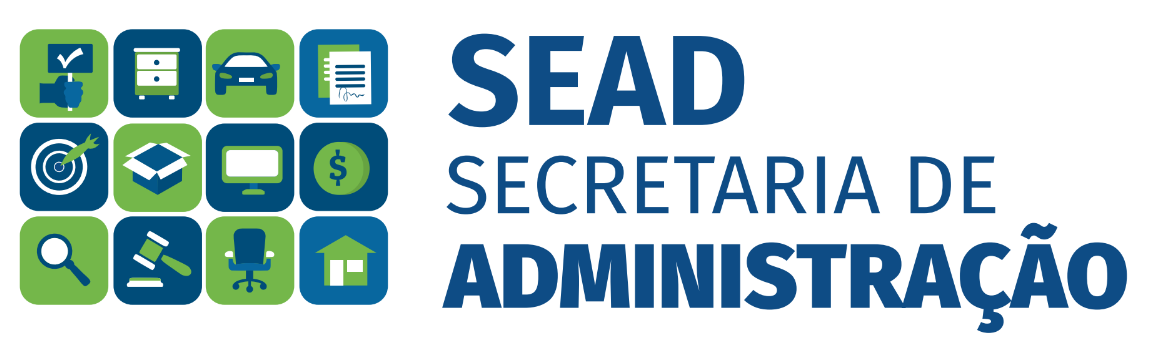 SEAD
SECRETARIA DE
ADMINISTRAÇÃO
$